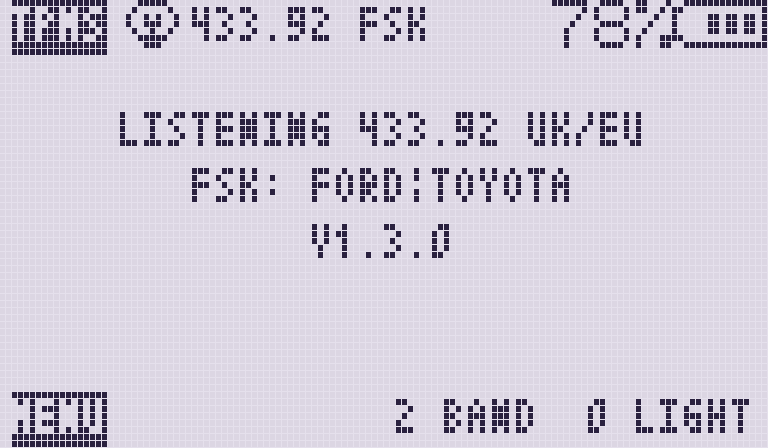 433.92 FSK 78%
LISTENING 433.92 UK/EU
FSK: FORD¦TOYOTA
V1.3.0
2 BAND 0 LIGHT